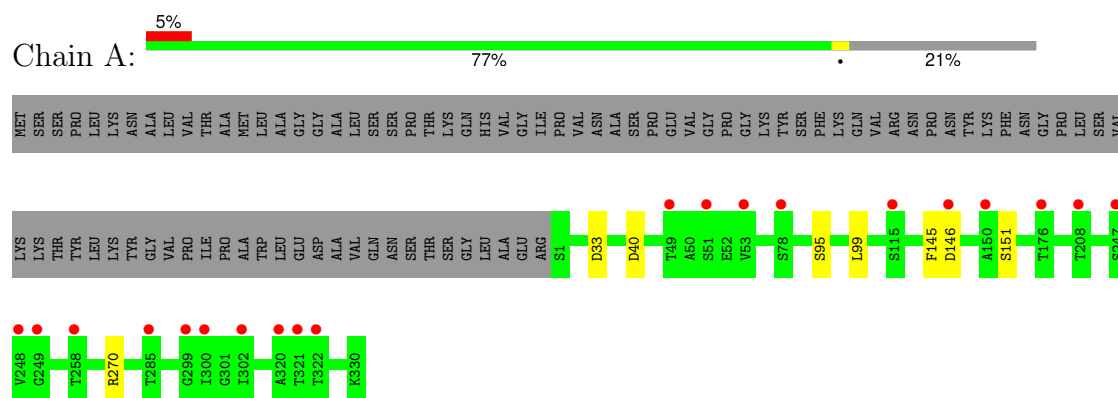 5%
Chain A:
77%
•
21%
MET SER SER PRO LEU LYS ASN ALA LEU VAL THR ALA MET LEU ALA GLY GLY ALA LEU SER SER PRO THR LYS GLN HIS VAL GLY ILE PRO VAL ASN ALA SER PRO GLU VAL GLY PRO GLY LYS TYR SER PHE LYS GLN VAL ARG ASN PRO ASN TYR LYS PHE ASN GLY PRO LEU SER VAL
LYS LYS THR TYR LEU LYS TYR GLY VAL PRO ILE PRO ALA TRP LEU GLU ASP ALA VAL GLN ASN SER THR SER GLY LEU ALA GLU ARG S1 D33 D40 T49 A50 S51 E52 V53 S78 S95 L99 S115 F145 D146 A150 S151 T176 T208 S247
V248 G249 T258 R270 T285 G299 I300 G301 I302 A320 T321 T322 K330